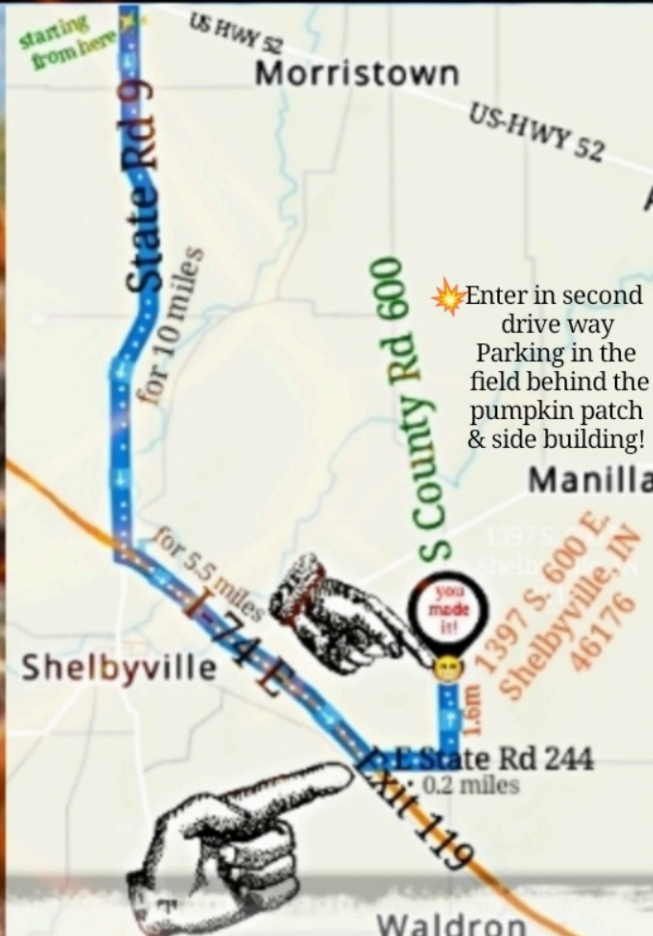 starting
from here
US HWY 52
Morristown
US-HWY 52
State Rd 9
for 10 miles
S County Rd 600
Enter in second
drive way
Parking in the
field behind the
pumpkin patch
& side building!
Manilla
for 5.5 miles
I-74 E
you
made
it!
1397 S. 600 E.
Shelbyville, IN
46176
Shelbyville
1.6m
E State Rd 244
0.2 miles
Exit 119
Waldron